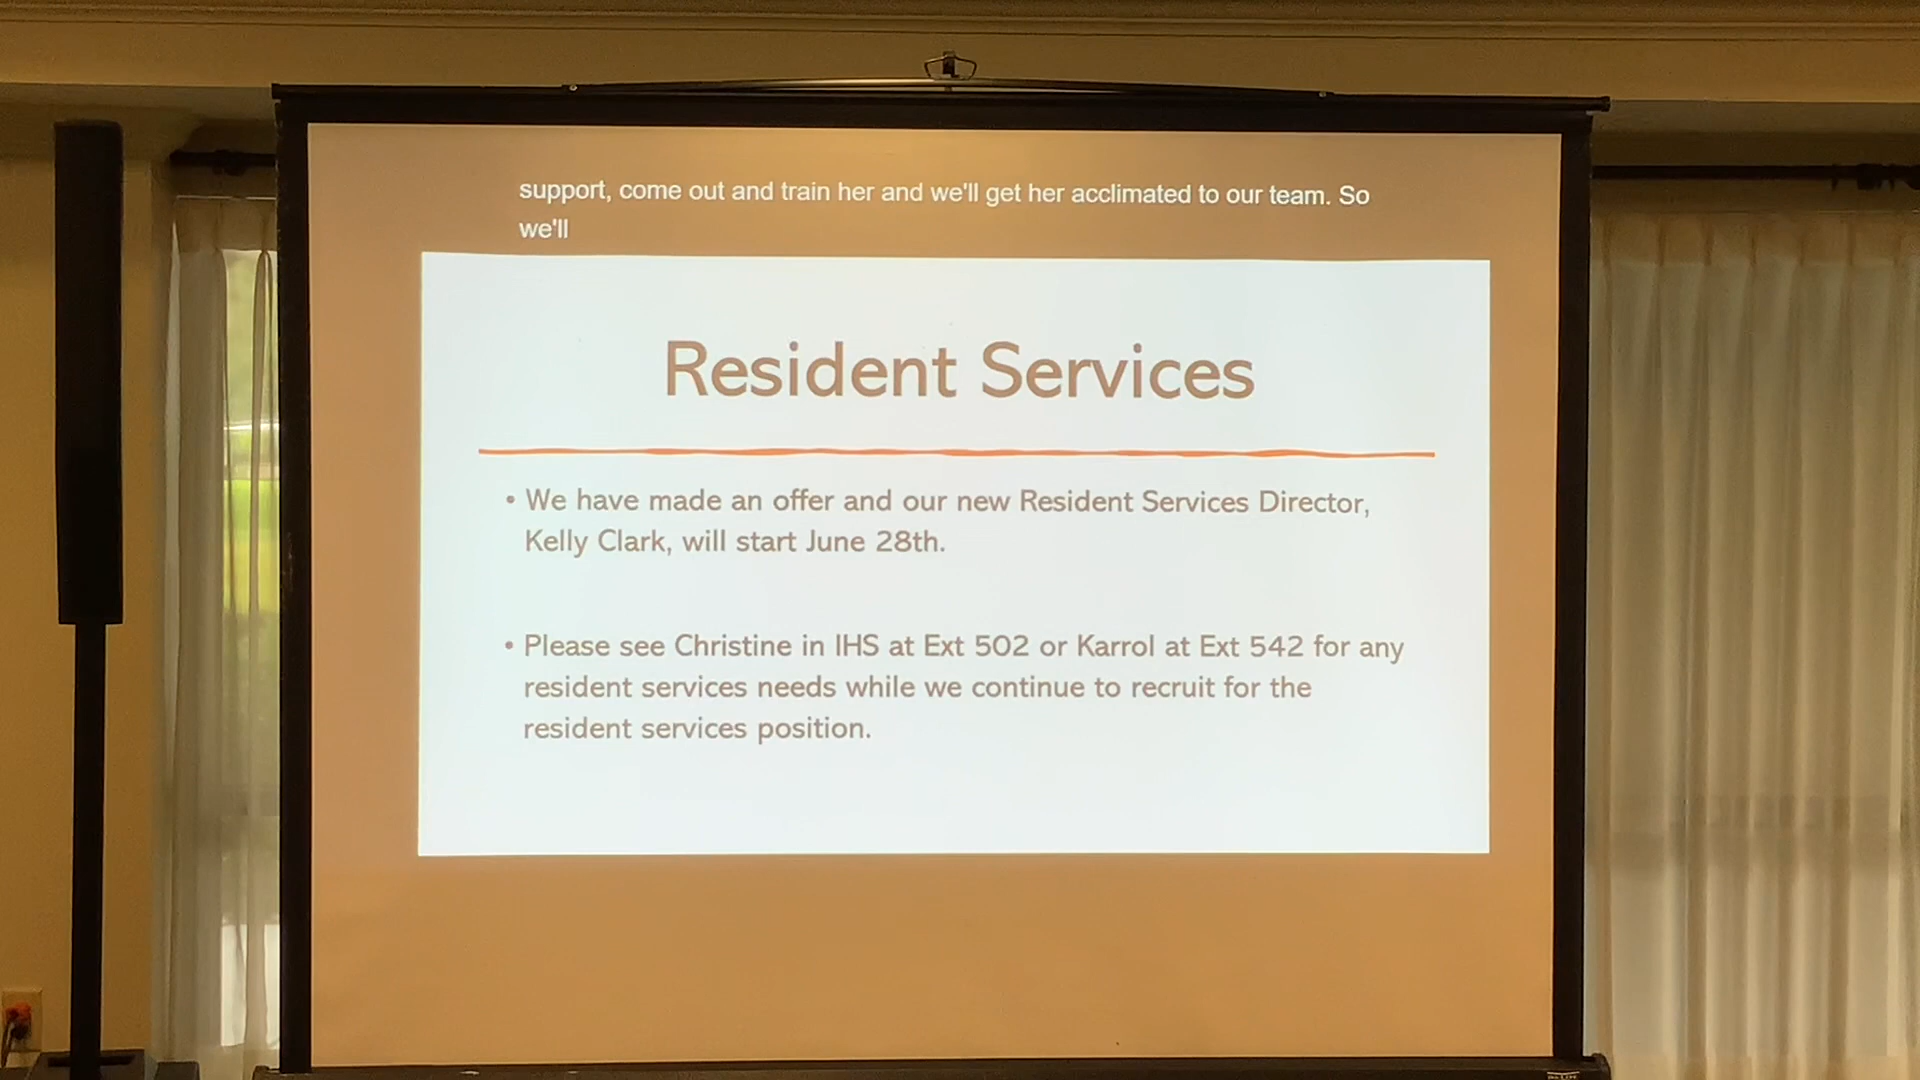 support, come out and train her and we'll get her acclimated to our team. So
we'll
Resident Services
• We have made an offer and our new Resident Services Director,
Kelly Clark, will start June 28th.
• Please see Christine in IHS at Ext 502 or Karrol at Ext 542 for any
resident services needs while we continue to recruit for the
resident services position.